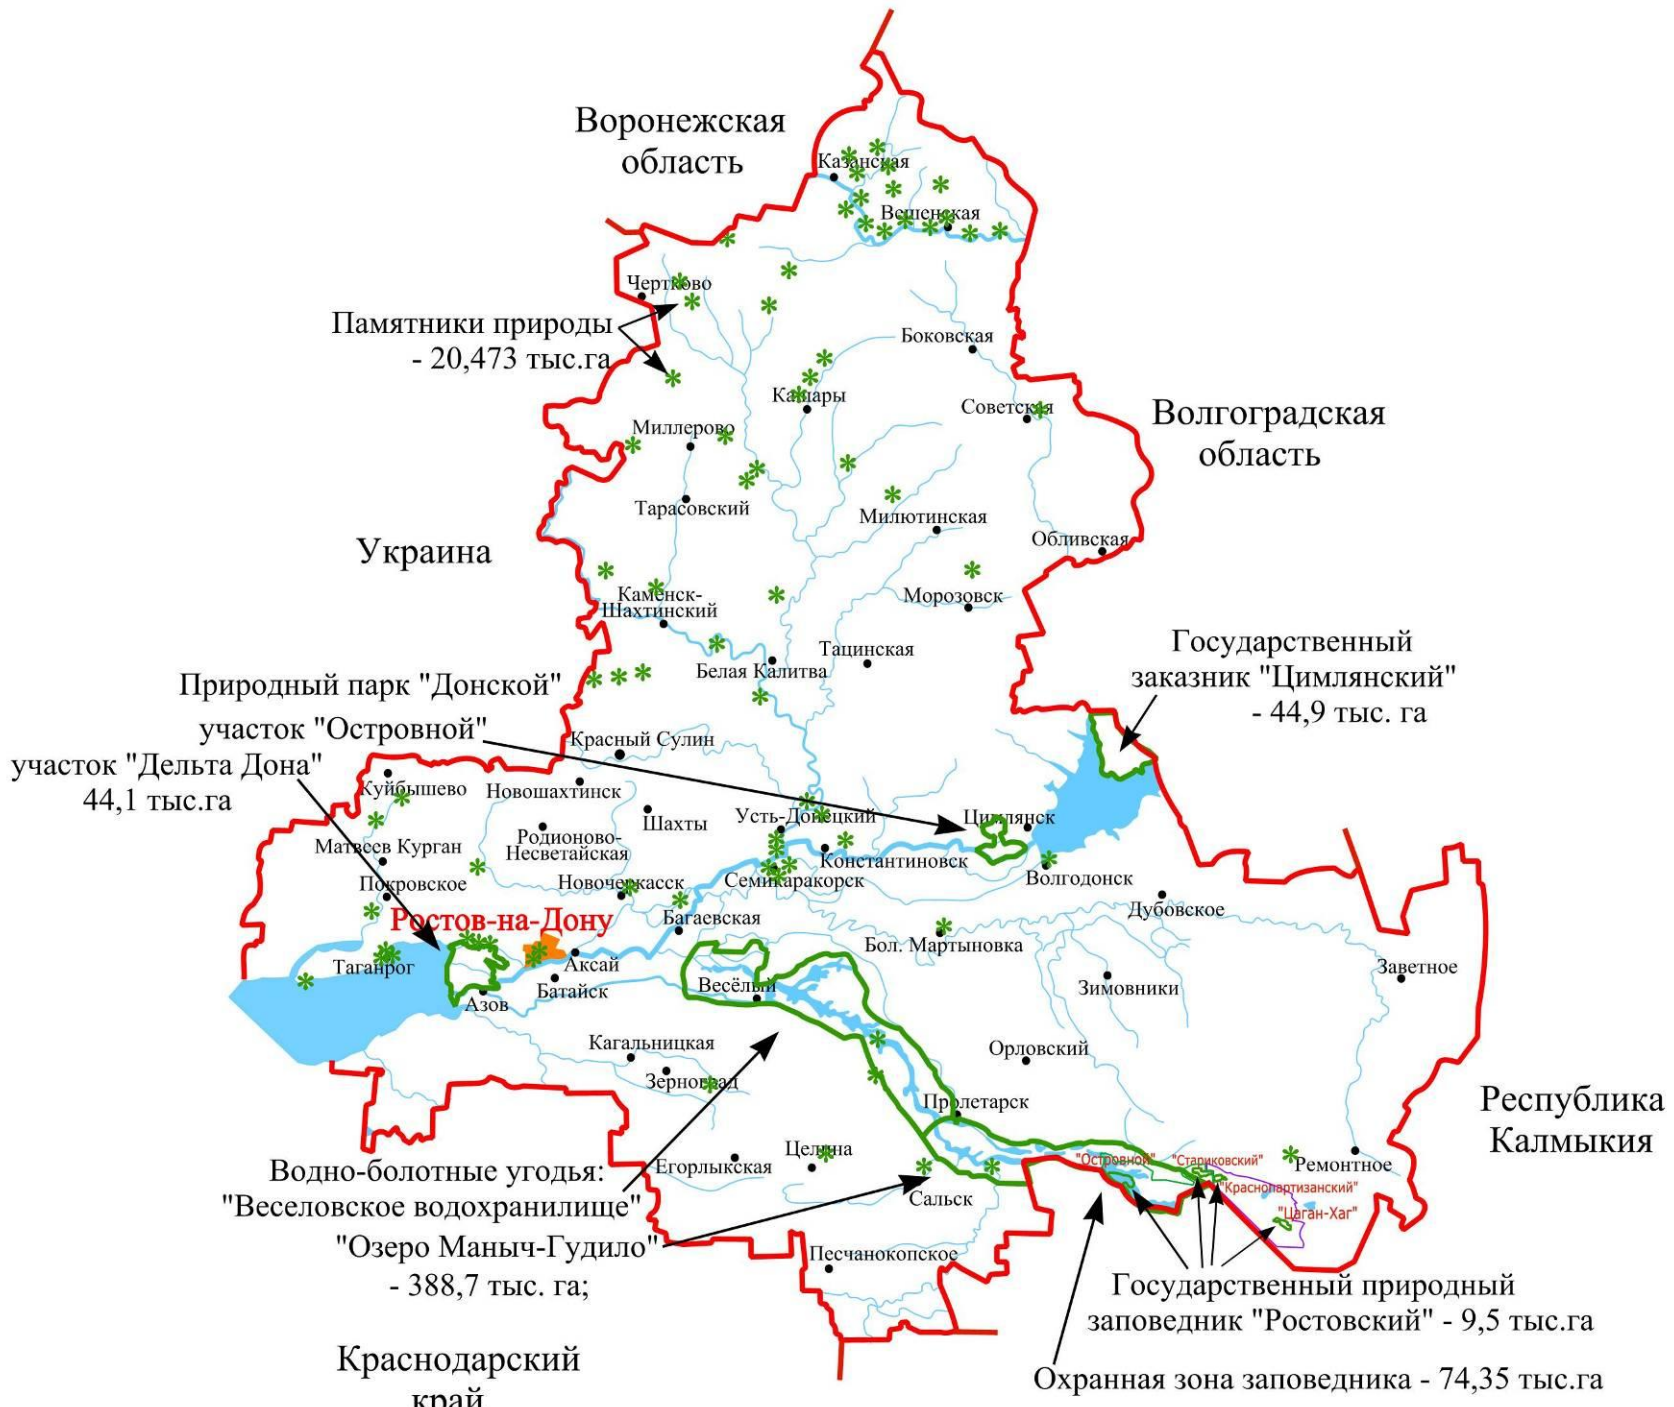 Воронежская
область
Казанская
Вешенская
Чертково
Памятники природы
- 20,473 тыс.га
Боковская
Кашары
Советская
Волгоградская
область
Миллерово
Тарасовский
Милютинская
Обливская
Украина
Каменск-
Шахтинский
Морозовск
Белая Калитва
Тацинская
Государственный
заказник "Цимлянский"
- 44,9 тыс. га
Природный парк "Донской"
участок "Островной"
участок "Дельта Дона"
44,1 тыс.га
Красный Сулин
Куйбышево
Новошахтинск
Шахты
Усть-Донецкий
Цимлянск
Родионово-
Несветайская
Матвеев Курган
Константиновск
Покровское
Новочеркасск
Семикаракорск
Волгодонск
Ростов-на-Дону
Багаевская
Дубовское
Бол. Мартыновка
Таганрог
Аксай
Заветное
Азов
Батайск
Весёлый
Зимовники
Кагальницкая
Орловский
Зерноград
Пролетарск
Республика
Калмыкия
Целина
Егорлыкская
"Островной"
"Стариковский"
Ремонтное
Водно-болотные угодья:
"Веселовское водохранилище"
"Краснопартизанский"
Сальск
"Цаган-Хаг"
"Озеро Маныч-Гудило"
- 388,7 тыс. га;
Песчанокопское
Государственный природный
заповедник "Ростовский" - 9,5 тыс.га
Охранная зона заповедника - 74,35 тыс.га
Краснодарский
край